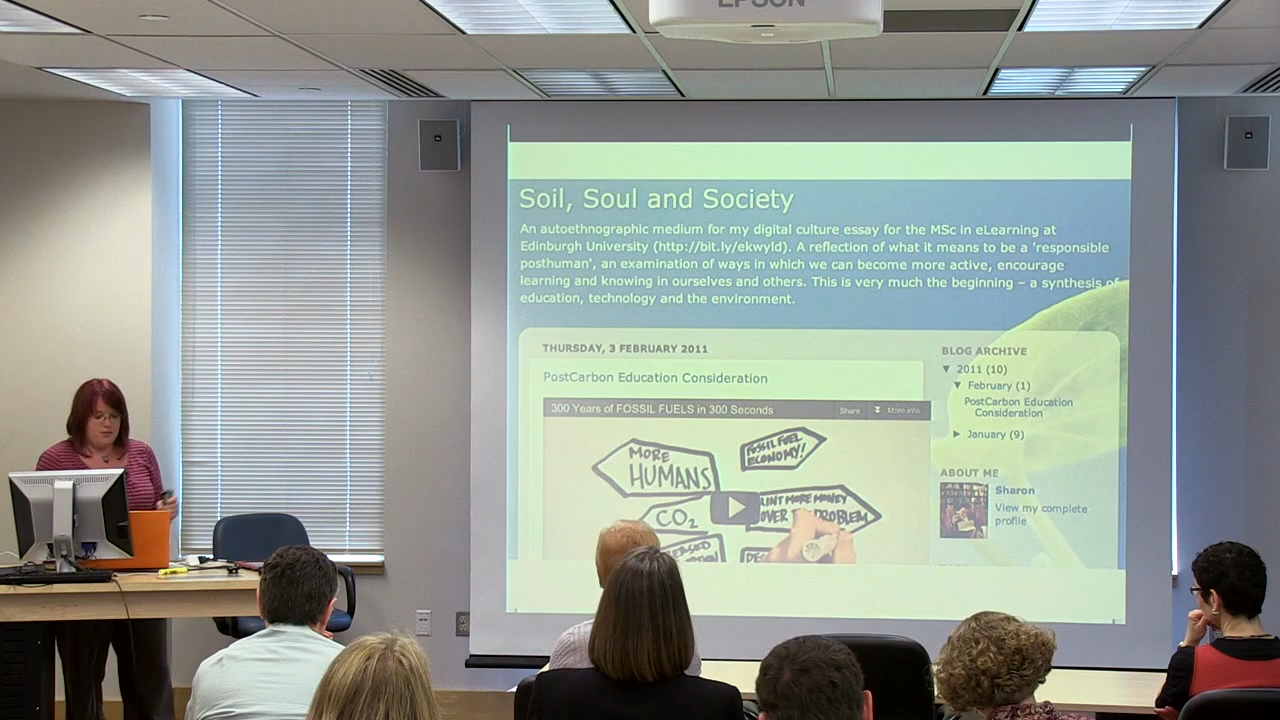 EPSON
Soil, Soul and Society
An autoethnographic medium for my digital culture essay for the MSc in eLearning at
Edinburgh University (http://bit.ly/ekwyld). A reflection of what it means to be a 'responsible
posthuman', an examination of ways in which we can become more active, encourage
learning and knowing in ourselves and others. This is very much the beginning – a synthesis of
education, technology and the environment.
THURSDAY, 3 FEBRUARY 2011
PostCarbon Education Consideration
300 Years of FOSSIL FUELS in 300 Seconds
Share
More info
MORE
HUMANS
FOSSIL FUEL
ECONOMY!
CO2
MORE MONEY
OVER PROBLEM
BLOG ARCHIVE
▼ 2011 (10)
▼ February (1)
PostCarbon Education
Consideration
► January (9)
ABOUT ME
Sharon
View my complete
profile